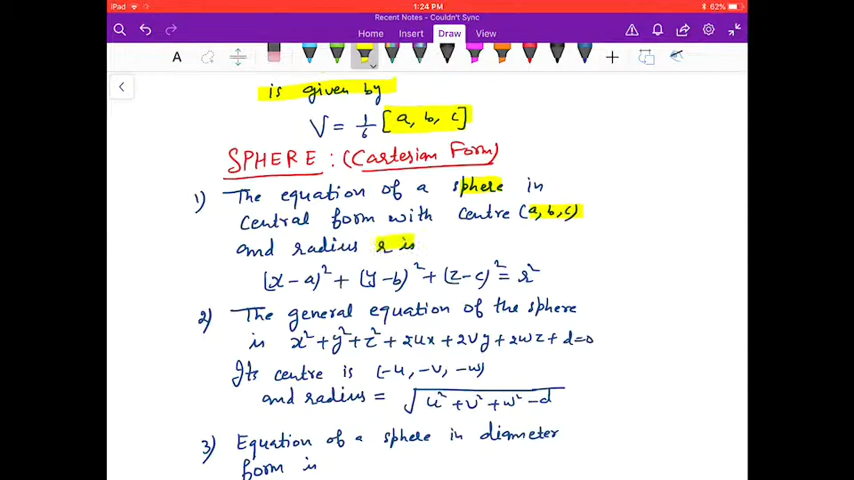 iPad
1:24 PM
62%
Recent Notes - Couldn't Sync
Home Insert Draw View
A
is given by
V = 1/6 [a, b, c]
SPHERE : (Cartesian Form)
1) The equation of a sphere in
central form with centre (a, b, c)
and radius r is
(x - a)² + (y - b)² + (z - c)² = r²
2) The general equation of the sphere
is x² + y² + z² + 2ux + 2vy + 2wz + d = 0
Its centre is (-u, -v, -w)
and radius = √(u² + v² + w² - d)
3) Equation of a sphere in diameter
form is